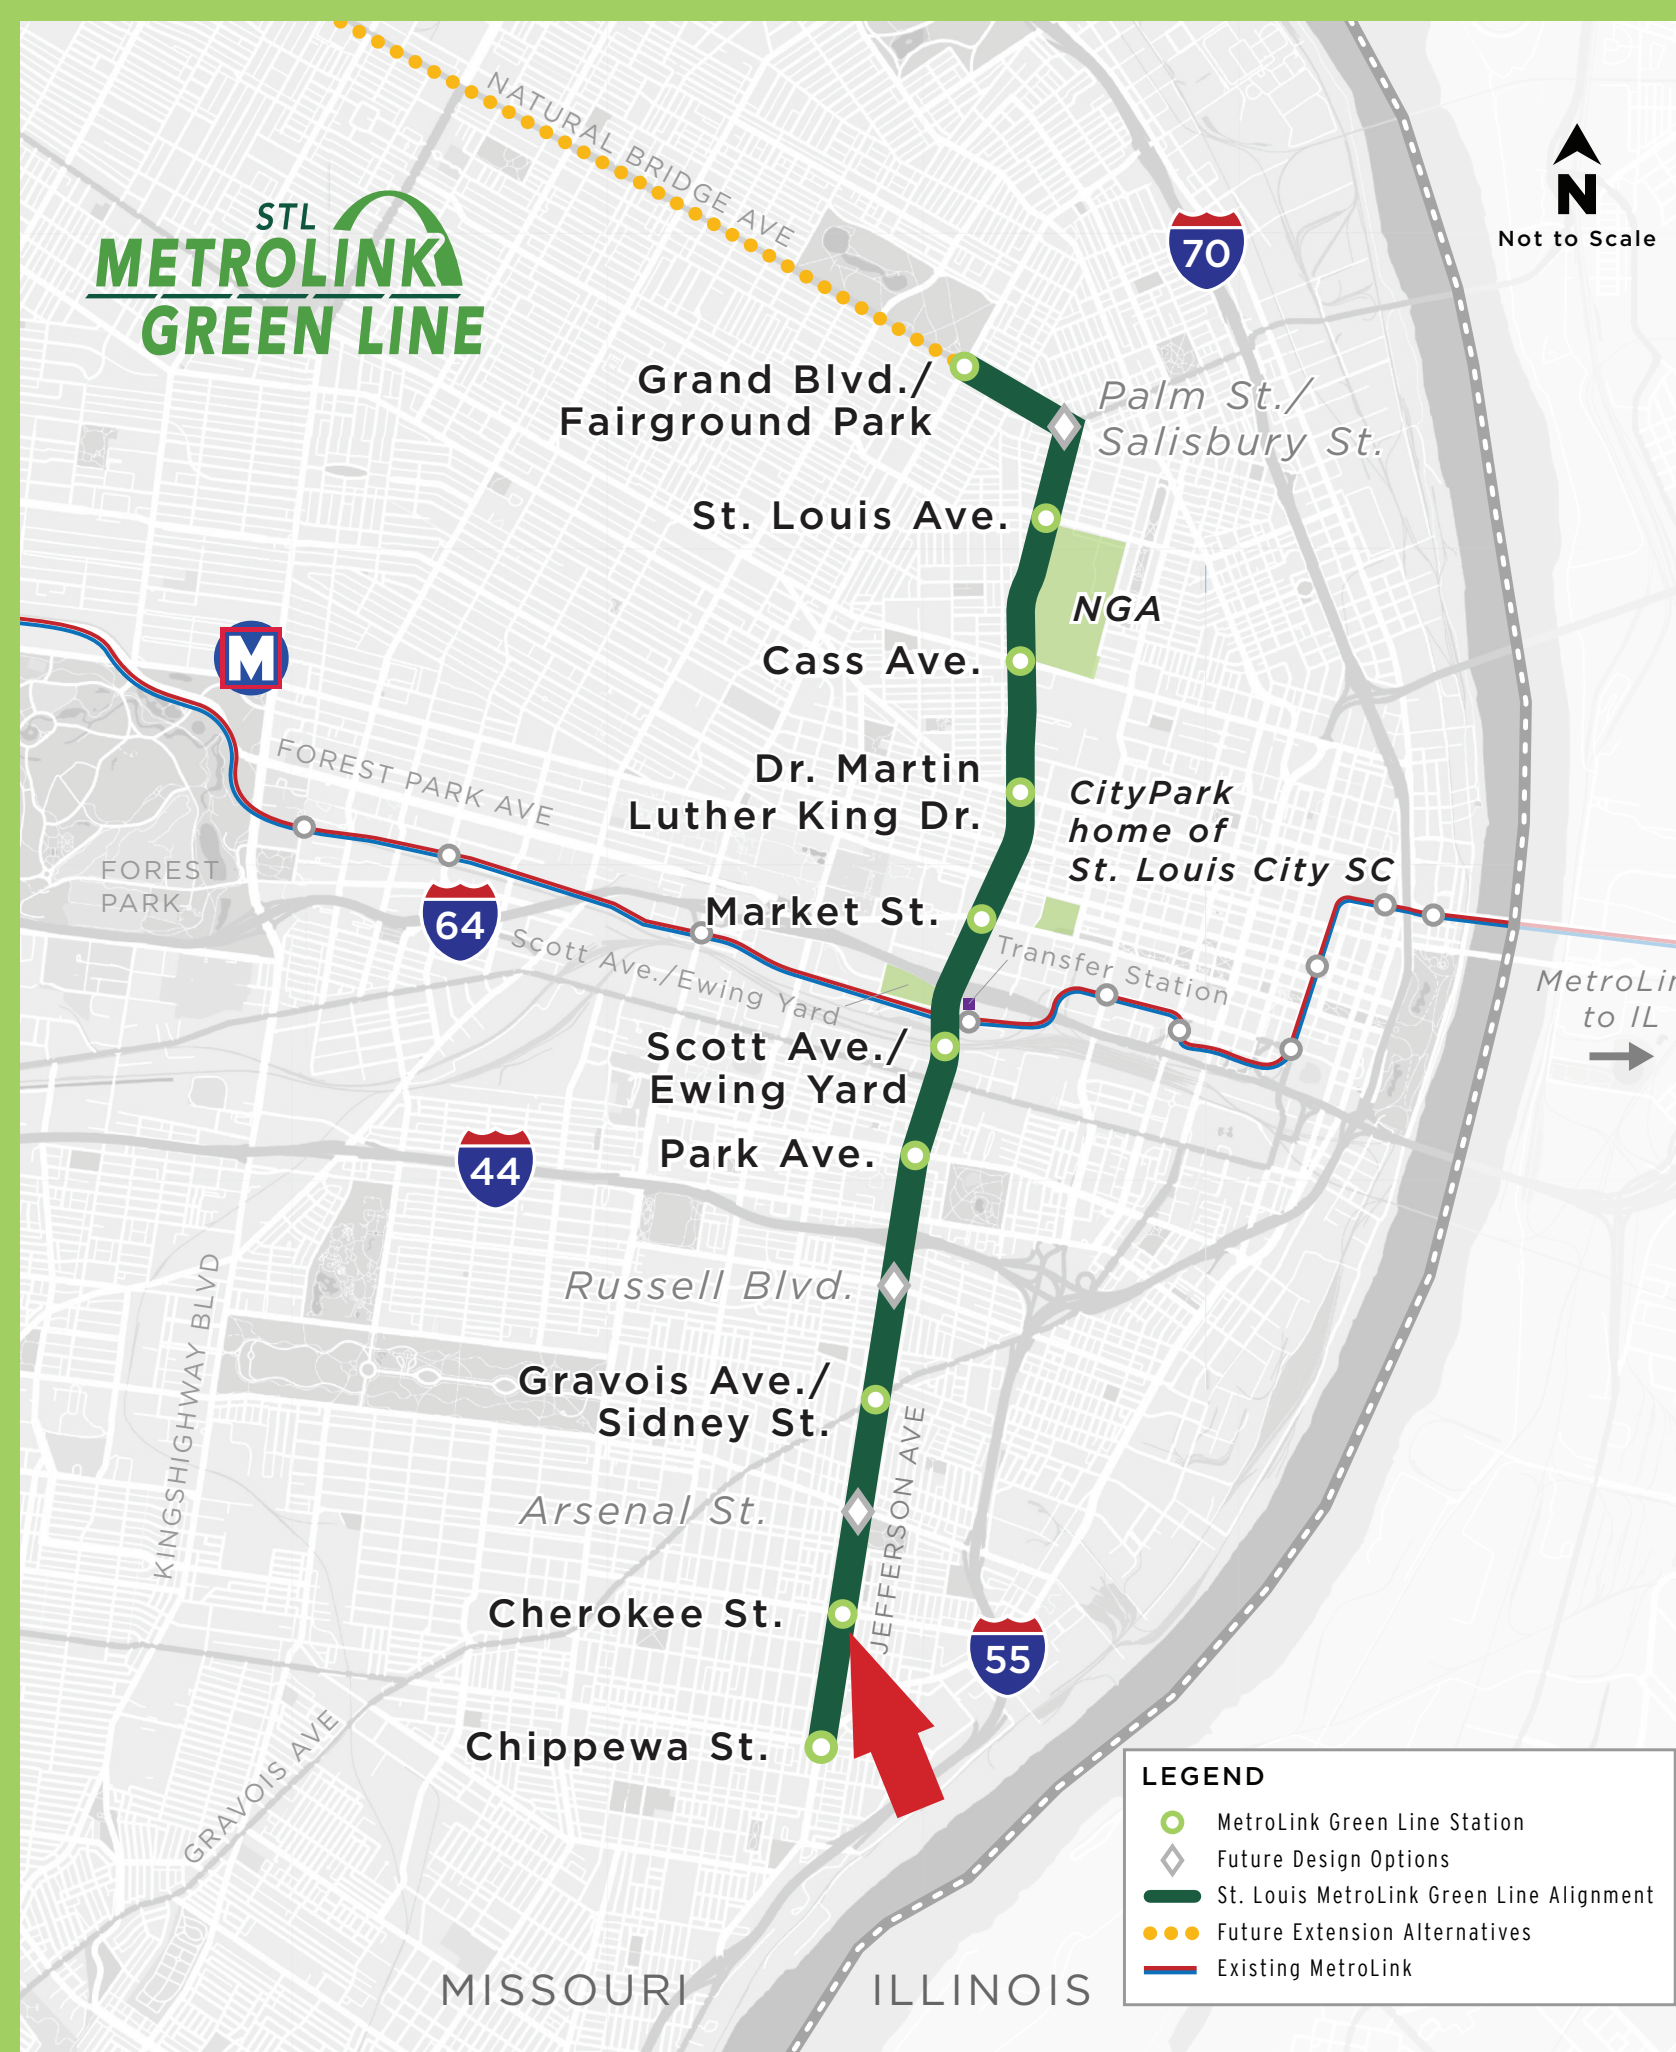 NATURAL BRIDGE AVE
N
Not to Scale
70
STL
METROLINK
GREEN LINE
Grand Blvd./
Fairground Park
Palm St./
Salisbury St.
St. Louis Ave.
NGA
M
Cass Ave.
FOREST PARK AVE
Dr. Martin
Luther King Dr.
CityPark
home of
St. Louis City SC
FOREST
PARK
64
Market St.
Scott Ave./Ewing Yard
Transfer Station
MetroLin
to IL
Scott Ave./
Ewing Yard
44
Park Ave.
KINGSHIGHWAY BLVD
Russell Blvd.
Gravois Ave./
Sidney St.
JEFFERSON AVE
Arsenal St.
Cherokee St.
55
GRAVOIS AVE
Chippewa St.
LEGEND
MetroLink Green Line Station
Future Design Options
St. Louis MetroLink Green Line Alignment
Future Extension Alternatives
Existing MetroLink
MISSOURI
ILLINOIS